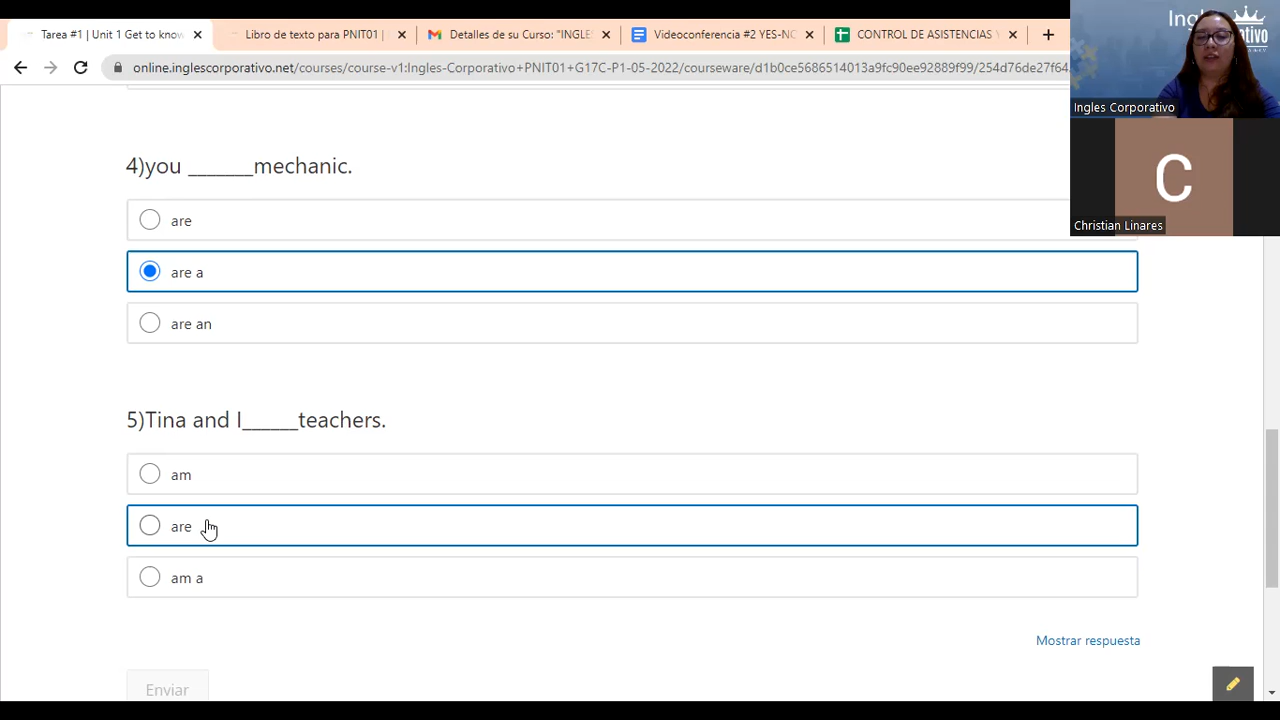 Tarea #1 | Unit 1 Get to know
Libro de texto para PNIT01 |
Detalles de su Curso: "INGLES
Videoconferencia #2 YES-NO
CONTROL DE ASISTENCIAS
online.inglescorporativo.net/courses/course-v1:Ingles-Corporativo+PNIT01+G17C-P1-05-2022/courseware/d1b0ce5686514013a9fc90ee92889f99/254d76de27f64
Ingles Corporativo
C
Christian Linares
4)you _______mechanic.
are
are a
are an
5)Tina and I______teachers.
am
are
am a
Mostrar respuesta
Enviar